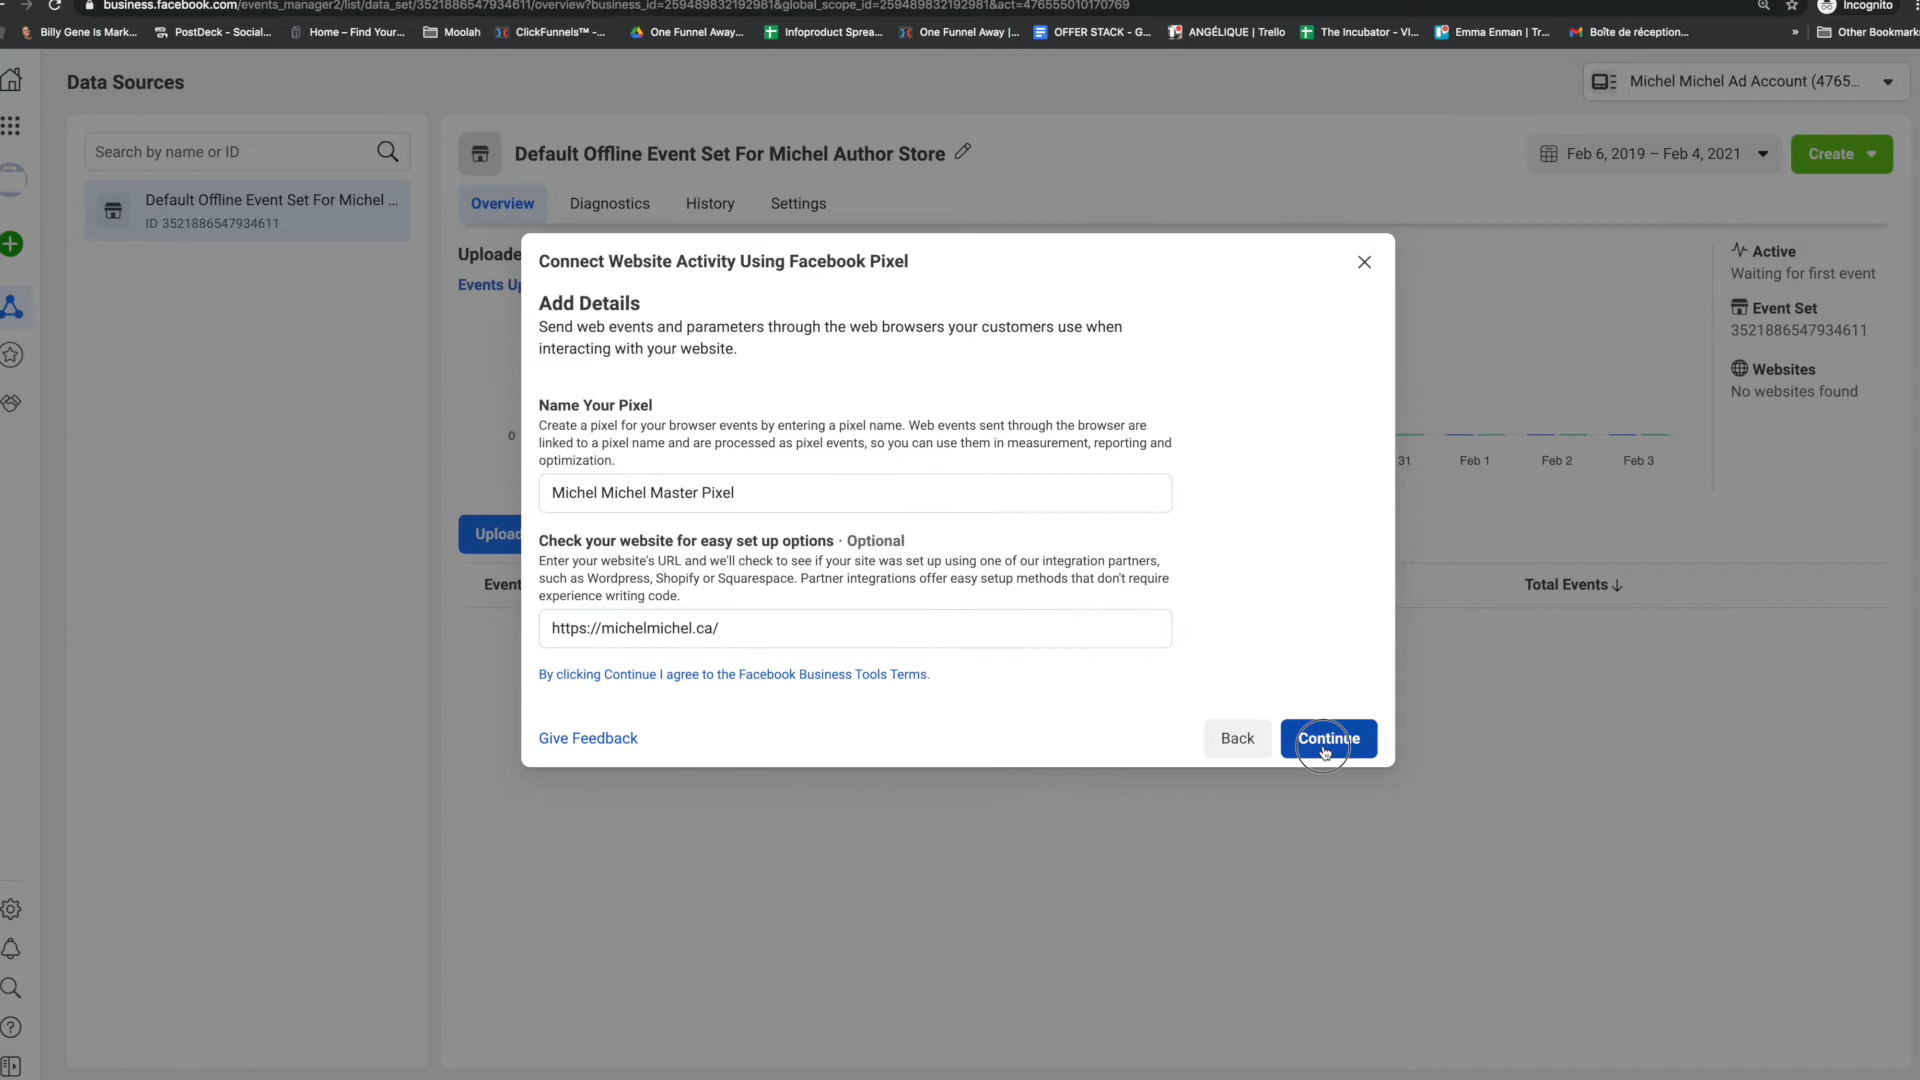 business.facebook.com/events_manager2/list/data_set/3521886547934611/overview?business_id=259489832192981&global_scope_id=259489832192981&act=476555010170769
Incognito
Billy Gene Is Mark...
PostDeck - Social...
Home – Find Your...
Moolah
ClickFunnels™ -...
One Funnel Away...
Infoproduct Sprea...
One Funnel Away |...
OFFER STACK - G...
ANGÉLIQUE | Trello
The Incubator - VI...
Emma Enman | Tr...
Boîte de réception...
»
Other Bookmark
Data Sources
Michel Michel Ad Account (4765...
Search by name or ID
Default Offline Event Set For Michel Author Store
Feb 6, 2019 – Feb 4, 2021
Create
Default Offline Event Set For Michel ...
ID 3521886547934611
Overview
Diagnostics
History
Settings
Uploade
Events Up
Active
Waiting for first event
Event Set
3521886547934611
Websites
No websites found
Connect Website Activity Using Facebook Pixel
Add Details
Send web events and parameters through the web browsers your customers use when
interacting with your website.
Name Your Pixel
Create a pixel for your browser events by entering a pixel name. Web events sent through the browser are
linked to a pixel name and are processed as pixel events, so you can use them in measurement, reporting and
optimization.
Michel Michel Master Pixel
0
31
Feb 1
Feb 2
Feb 3
Check your website for easy set up options · Optional
Enter your website's URL and we'll check to see if your site was set up using one of our integration partners,
such as Wordpress, Shopify or Squarespace. Partner integrations offer easy setup methods that don't require
experience writing code.
https://michelmichel.ca/
Upload
Event
Total Events
By clicking Continue I agree to the Facebook Business Tools Terms.
Give Feedback
Back
Continue